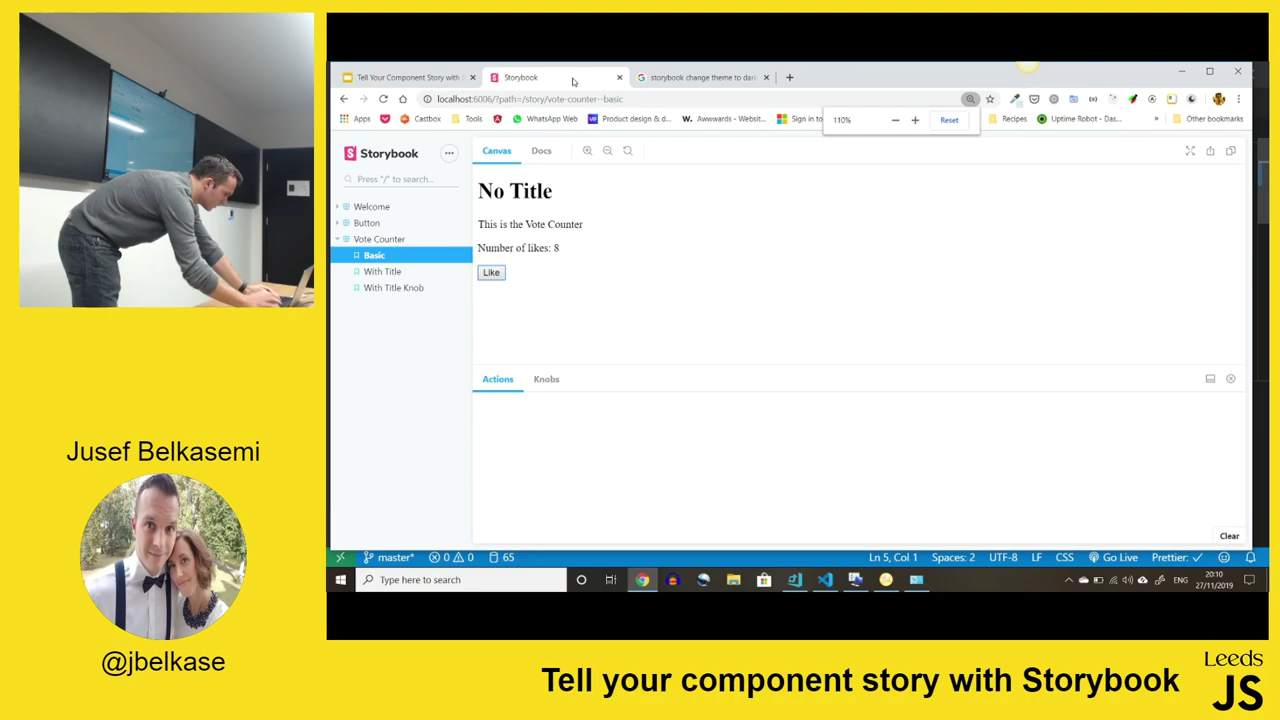 Tell Your Component Story with S
Storybook
storybook change theme to dark
localhost:6006/?path=/story/vote-counter--basic
Apps
Castbox
Tools
WhatsApp Web
Product design & d...
Awwwards - Websit...
Sign in to
110%
Reset
Recipes
Uptime Robot - Das...
Other bookmarks
Storybook
Press "/" to search...
Canvas
Docs
Welcome
Button
Vote Counter
Basic
With Title
With Title Knob
No Title
This is the Vote Counter
Number of likes: 8
Like
Actions
Knobs
Clear
master*
0
0
65
Ln 5, Col 1
Spaces: 2
UTF-8
LF
CSS
Go Live
Prettier: ✓
Type here to search
ENG
20:10
27/11/2019
Jusef Belkasemi
@jbelkase
Tell your component story with Storybook
Leeds
JS